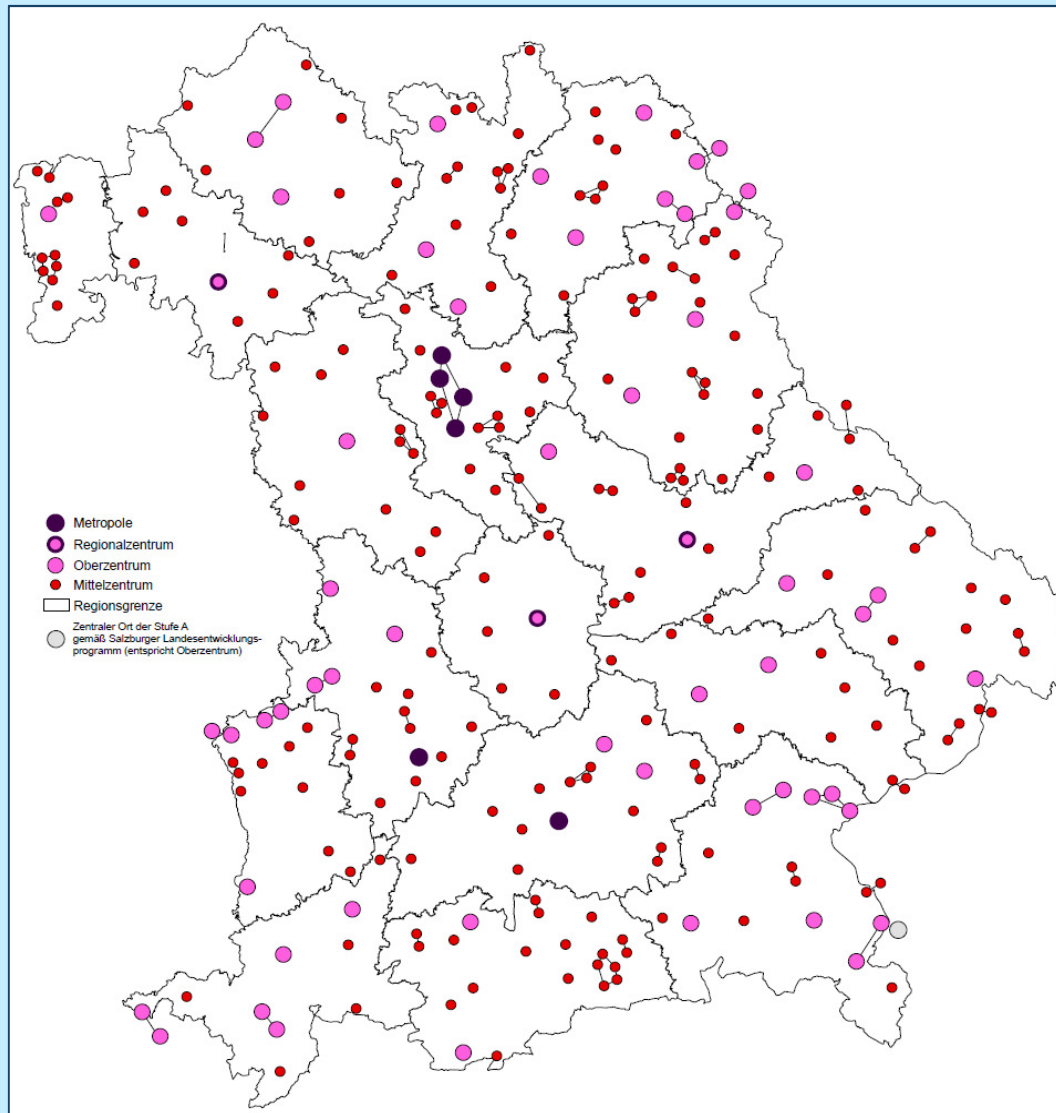 Metropole
Regionalzentrum
Oberzentrum
Mittelzentrum
Regionsgrenze
Zentraler Ort der Stufe A
gemäß Salzburger Landesentwicklungs-
programm (entspricht Oberzentrum)